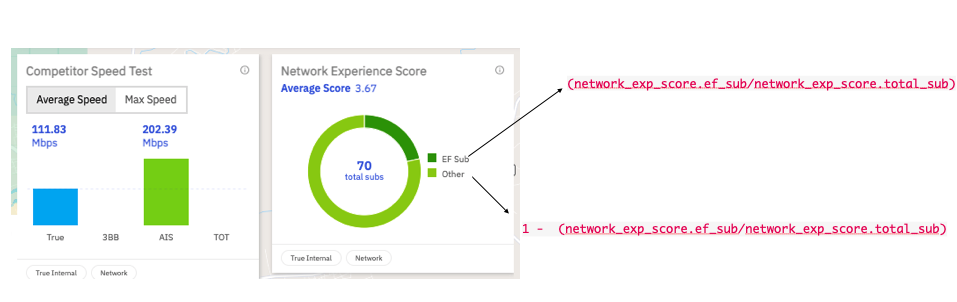 Competitor Speed Test
Average Speed
Max Speed
111.83
Mbps
202.39
Mbps
True
3BB
AIS
TOT
True Internal
Network
Network Experience Score
Average Score 3.67
70
total subs
EF Sub
Other
True Internal
Network
(network_exp_score.ef_sub/network_exp_score.total_sub)
1 - (network_exp_score.ef_sub/network_exp_score.total_sub)